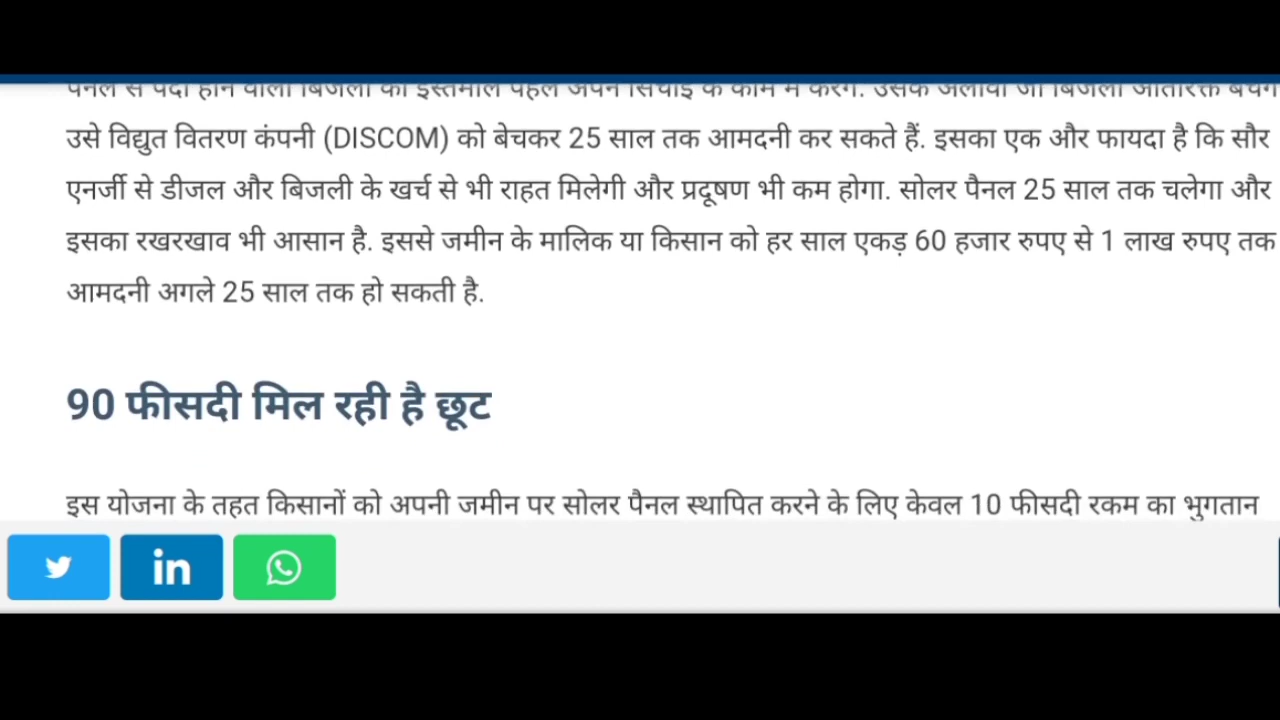 उसे विद्युत वितरण कंपनी (DISCOM) को बेचकर 25 साल तक आमदनी कर सकते हैं. इसका एक और फायदा है कि सौर
एनर्जी से डीजल और बिजली के खर्च से भी राहत मिलेगी और प्रदूषण भी कम होगा. सोलर पैनल 25 साल तक चलेगा और
इसका रखरखाव भी आसान है. इससे जमीन के मालिक या किसान को हर साल एकड़ 60 हजार रुपए से 1 लाख रुपए तक
आमदनी अगले 25 साल तक हो सकती है.
90 फीसदी मिल रही है छूट
इस योजना के तहत किसानों को अपनी जमीन पर सोलर पैनल स्थापित करने के लिए केवल 10 फीसदी रकम का भुगतान
in